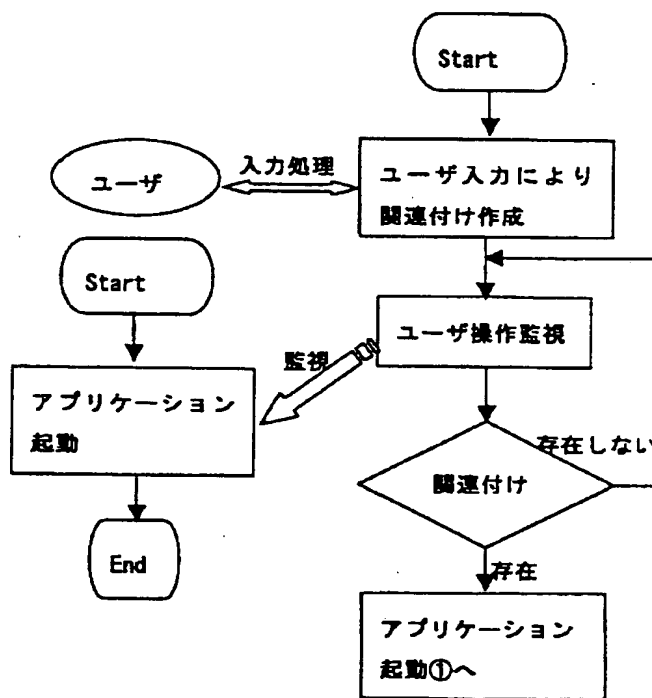 Start
ユーザ
入力処理
ユーザ入力により
関連付け作成
Start
ユーザ操作監視
監視
アプリケーション
起動
存在しない
関連付け
End
存在
アプリケーション
起動①へ